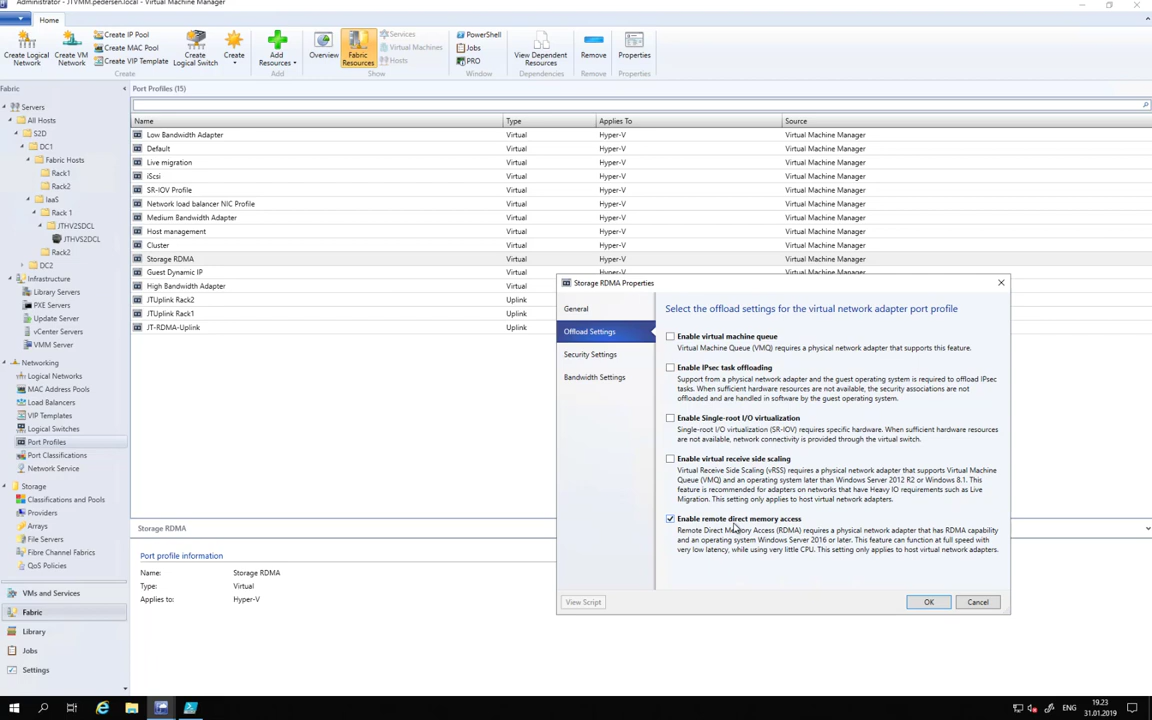 Administrator - JTVMM.pedersen.local - Virtual Machine Manager
Home
Create Logical Network
Create VM Network
Create IP Pool
Create MAC Pool
Create VIP Template
Create Logical Switch
Create
Create
Add Resources
Add
Overview
Fabric Resources
Services
Virtual Machines
Hosts
Show
PowerShell
Jobs
PRO
Window
View Dependent Resources
Dependencies
Remove
Remove
Properties
Properties
Fabric
Servers
All Hosts
S2D
DC1
Fabric Hosts
Rack1
Rack2
IaaS
Rack 1
JTHV2SDCL
JTHVS2DCL
Rack2
DC2
Infrastructure
Library Servers
PXE Servers
Update Server
vCenter Servers
VMM Server
Networking
Logical Networks
MAC Address Pools
Load Balancers
VIP Templates
Logical Switches
Port Profiles
Port Classifications
Network Service
Storage
Classifications and Pools
Providers
Arrays
File Servers
Fibre Channel Fabrics
QoS Policies
VMs and Services
Fabric
Library
Jobs
Settings
Port Profiles (15)
Name Type Applies To Source
Low Bandwidth Adapter Virtual Hyper-V Virtual Machine Manager
Default Virtual Hyper-V Virtual Machine Manager
Live migration Virtual Hyper-V Virtual Machine Manager
iScsi Virtual Hyper-V Virtual Machine Manager
SR-IOV Profile Virtual Hyper-V Virtual Machine Manager
Network load balancer NIC Profile Virtual Hyper-V Virtual Machine Manager
Medium Bandwidth Adapter Virtual Hyper-V Virtual Machine Manager
Host management Virtual Hyper-V Virtual Machine Manager
Cluster Virtual Hyper-V Virtual Machine Manager
Storage RDMA Virtual Hyper-V Virtual Machine Manager
Guest Dynamic IP Virtual Hyper-V Virtual Machine Manager
High Bandwidth Adapter Virtual
JTUplink Rack2 Uplink
JTUplink Rack1 Uplink
JT-RDMA-Uplink Uplink
Storage RDMA
Port profile information
Name: Storage RDMA
Type: Virtual
Applies to: Hyper-V
Storage RDMA Properties
General
Offload Settings
Security Settings
Bandwidth Settings
Select the offload settings for the virtual network adapter port profile
Enable virtual machine queue
Virtual Machine Queue (VMQ) requires a physical network adapter that supports this feature.
Enable IPsec task offloading
Support from a physical network adapter and the guest operating system is required to offload IPsec
tasks. When sufficient hardware resources are not available, the security associations are not
offloaded and are handled in software by the guest operating system.
Enable Single-root I/O virtualization
Single-root I/O virtualization (SR-IOV) requires specific hardware. When sufficient hardware resources
are not available, network connectivity is provided through the virtual switch.
Enable virtual receive side scaling
Virtual Receive Side Scaling (vRSS) requires a physical network adapter that supports Virtual Machine
Queue (VMQ) and an operating system later than Windows Server 2012 R2 or Windows 8.1. This
feature is recommended for adapters on networks that have Heavy IO requirements such as Live
Migration. This setting only applies to host virtual network adapters.
Enable remote direct memory access
Remote Direct Memory Access (RDMA) requires a physical network adapter that has RDMA capability
and an operating system Windows Server 2016 or later. This feature can function at full speed with
very low latency, while using very little CPU. This setting only applies to host virtual network adapters.
View Script
OK
Cancel
ENG
19.23
31.01.2019